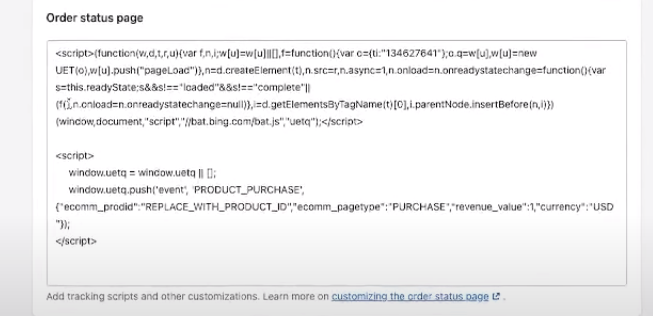 Order status page
<script>(function(w,d,t,r,u){var f,n,i;w[u]=w[u]||[],f=function(){var o={ti:"134627641"};o.q=w[u],w[u]=new
UET(o),w[u].push("pageLoad")},n=d.createElement(t),n.src=r,n.async=1,n.onload=n.onreadystatechange=function(){var
s=this.readyState;s&&s!=="loaded"&&s!=="complete"||
(f(),n.onload=n.onreadystatechange=null)},i=d.getElementsByTagName(t)[0],i.parentNode.insertBefore(n,i)})
(window,document,"script","//bat.bing.com/bat.js","uetq");</script>
<script>
window.uetq = window.uetq || [];
window.uetq.push('event', 'PRODUCT_PURCHASE',
{"ecomm_prodid":"REPLACE_WITH_PRODUCT_ID","ecomm_pagetype":"PURCHASE","revenue_value":1,"currency":"USD
"});
</script>
Add tracking scripts and other customizations. Learn more on customizing the order status page.